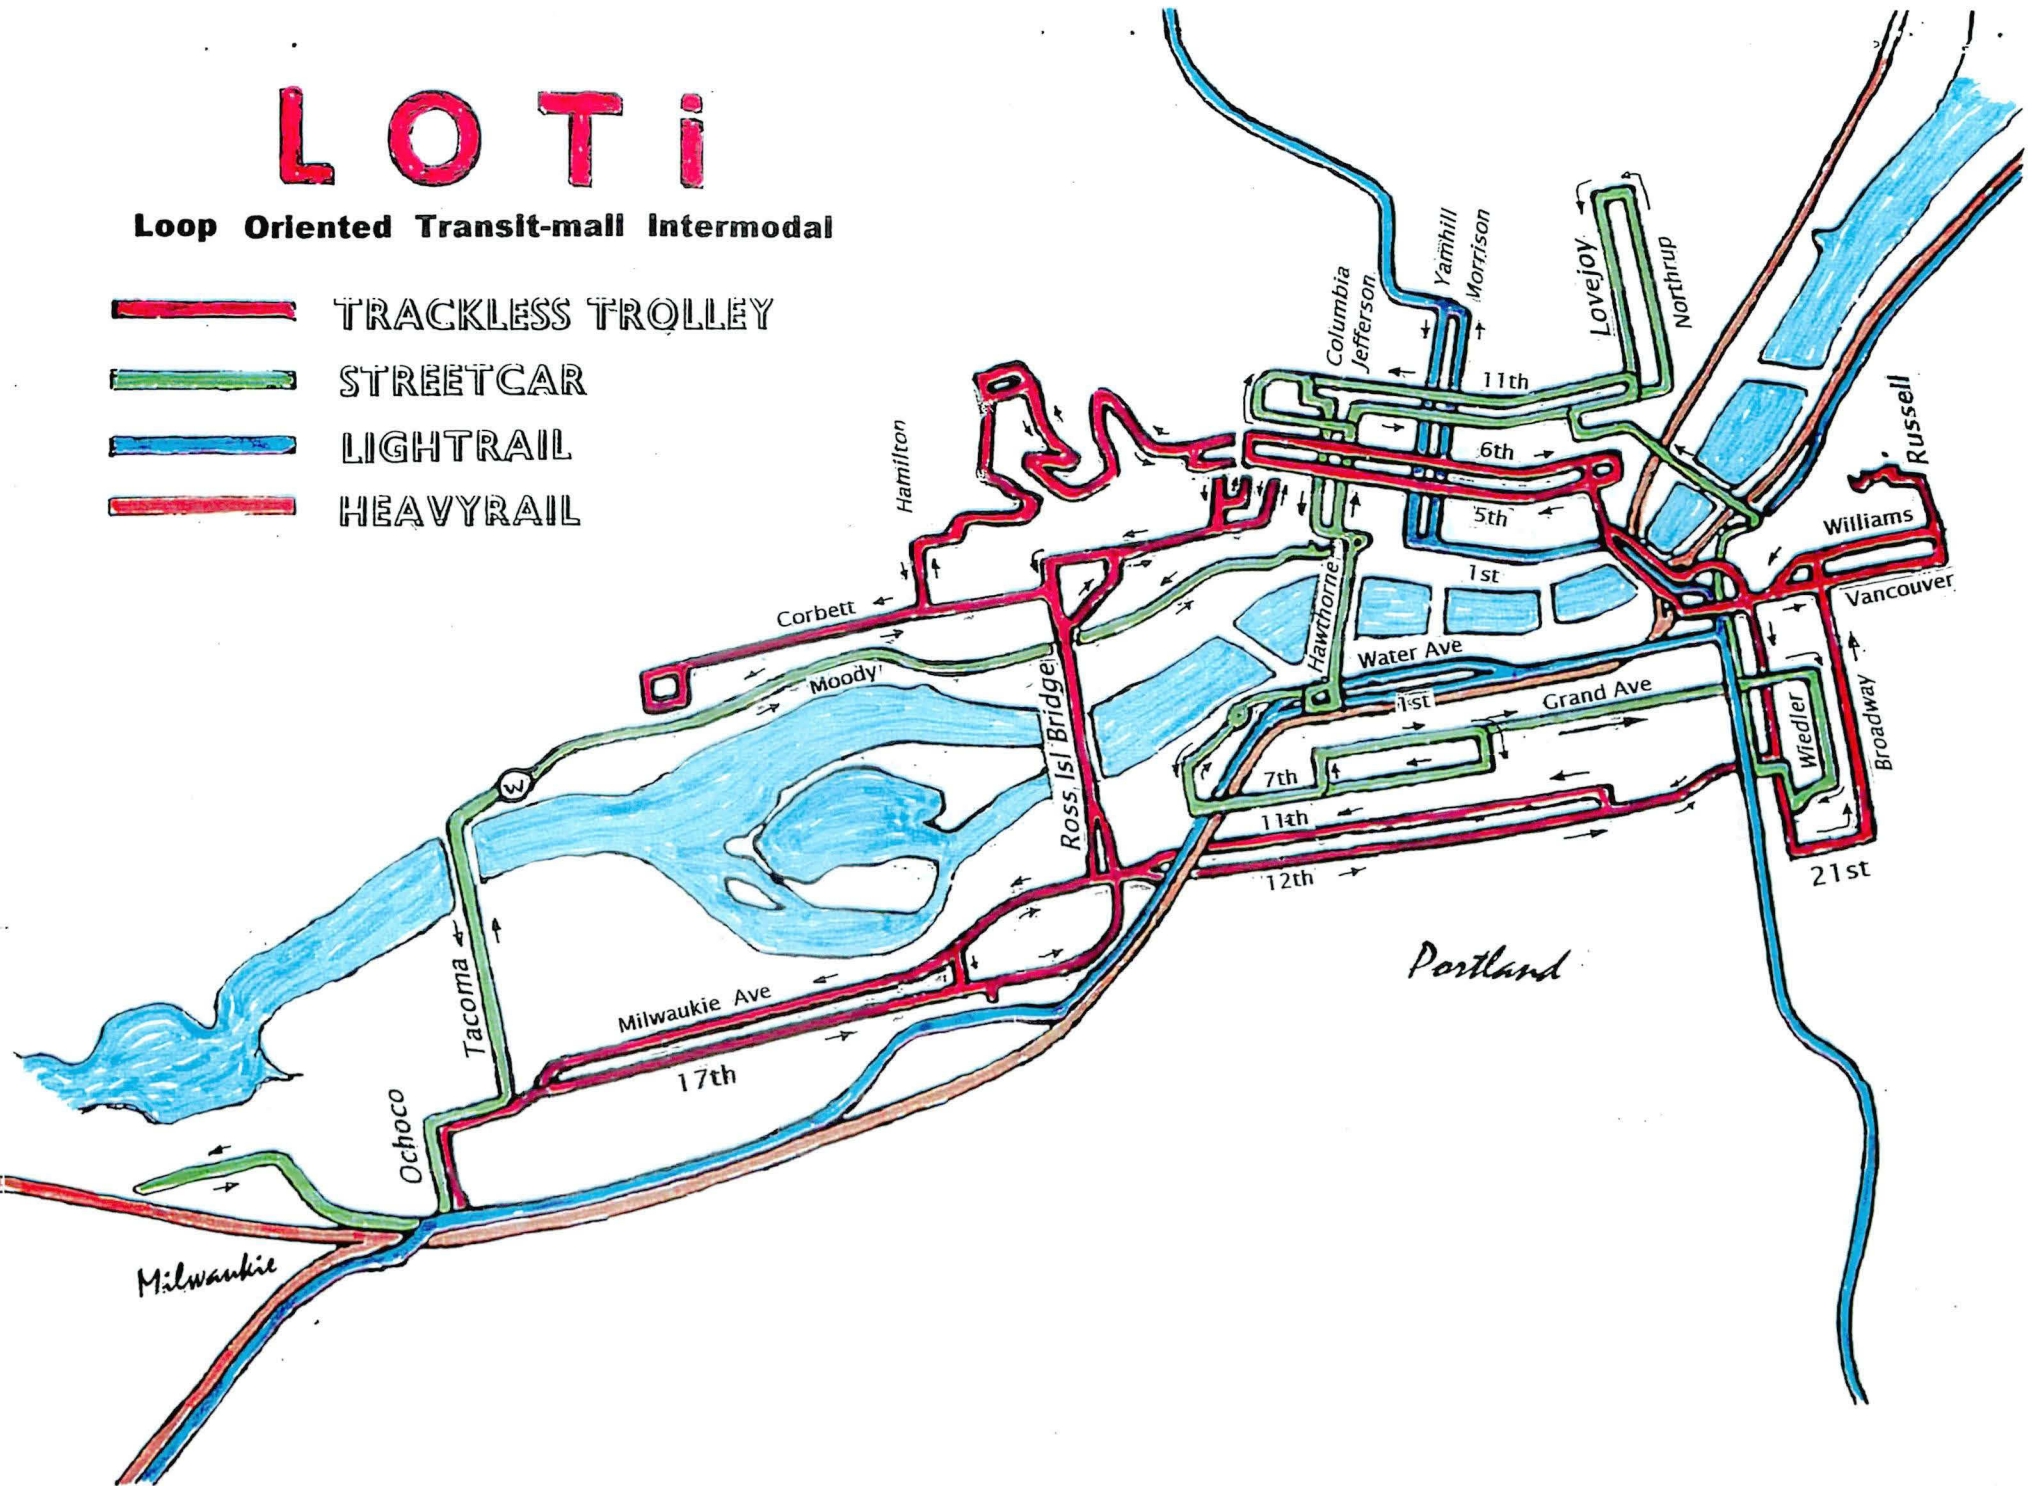 LOTi
Loop Oriented Transit-mall Intermodal
TRACKLESS TROLLEY
STREETCAR
LIGHTRAIL
HEAVYRAIL
Yamhill
Morrison
Columbia
Jefferson
Lovejoy
Northrup
11th
6th
5th
1st
Hamilton
Russell
Williams
Vancouver
Corbett
Moody
Hawthorne
Water Ave
1st
Grand Ave
Wiedler
Broadway
Ross Isl Bridge
7th
11th
12th
21st
W
Tacoma
Milwaukie Ave
17th
Portland
Ochoco
Milwaukie